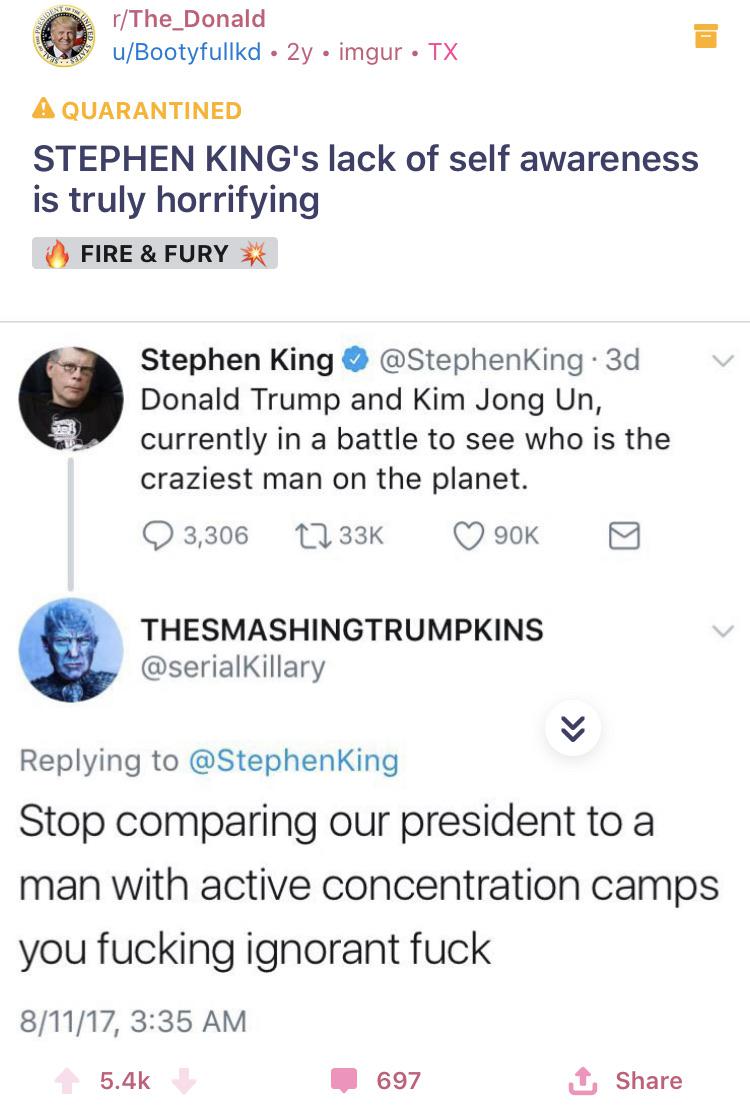 r/The_Donald
u/Bootyfullkd • 2y • imgur • TX
QUARANTINED
STEPHEN KING's lack of self awareness
is truly horrifying
🔥 FIRE & FURY 💥
Stephen King @StephenKing · 3d
Donald Trump and Kim Jong Un,
currently in a battle to see who is the
craziest man on the planet.
3,306 33K 90K
THESMASHINGTRUMPKINS
@serialKillary
Replying to @StephenKing
Stop comparing our president to a
man with active concentration camps
you fucking ignorant fuck
8/11/17, 3:35 AM
5.4k 697 Share